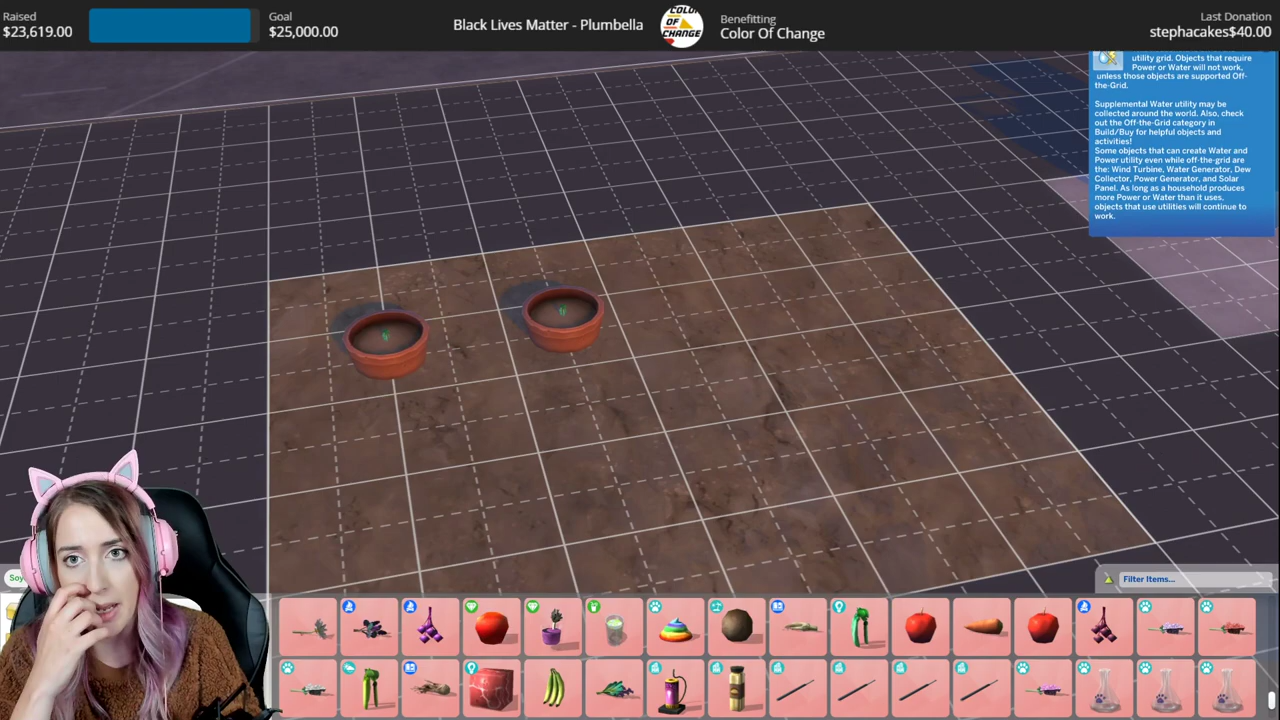 Raised
$23,619.00
Goal
$25,000.00
Black Lives Matter - Plumbella
COLOR
OF
CHANGE
Benefitting
Color Of Change
Last Donation
stephacakes$40.00
utility grid. Objects that require
Power or Water will not work,
unless those objects are supported Off-
the-Grid.
Supplemental Water utility may be
collected around the world. Also, check
out the Off-the-Grid category in
Build/Buy for helpful objects and
activities!
Some objects that can create Water and
Power utility even while off-the-grid are
the: Wind Turbine, Water Generator, Dew
Collector, Power Generator, and Solar
Panel. As long as a household produces
more Power or Water than it uses,
objects that use utilities will continue to
work.
Filter Items...